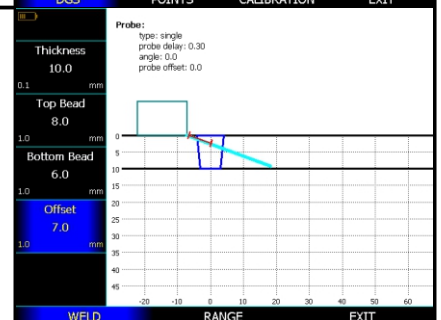 DGS POINTS CALIBRATION EXIT
Probe:
type: single
probe delay: 0.30
angle: 0.0
probe offset: 0.0
Thickness
10.0
0.1 mm
Top Bead
8.0
1.0 mm
Bottom Bead
6.0
1.0 mm
Offset
7.0
1.0 mm
0
5
10
15
20
25
30
35
40
45
-20 -10 0 10 20 30 40 50 60
WELD RANGE EXIT